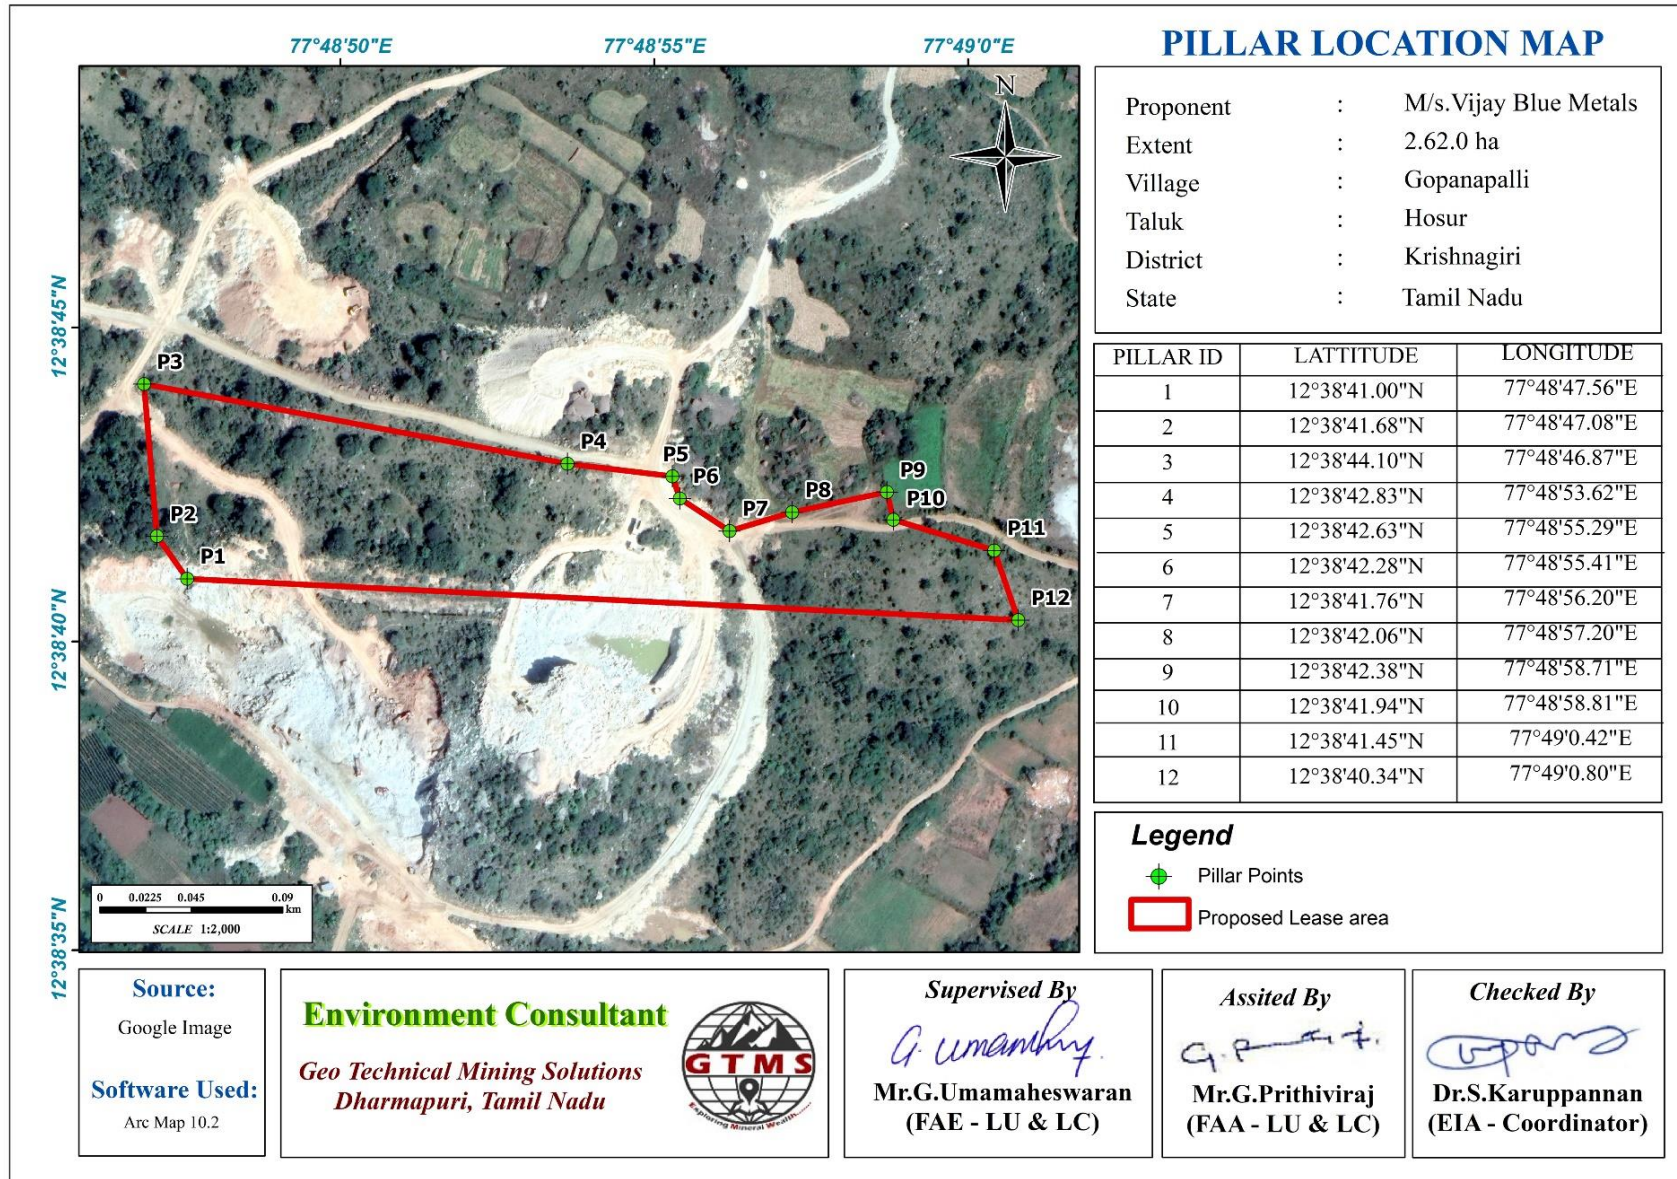 77°48'50"E 77°48'55"E 77°49'0"E
12°38'45"N
12°38'40"N
12°38'35"N
N
P3
P4
P5
P6
P9
P8
P10
P7
P2
P11
P1
P12
0 0.0225 0.045 0.09
km
SCALE 1:2,000
PILLAR LOCATION MAP
Proponent : M/s.Vijay Blue Metals
Extent : 2.62.0 ha
Village : Gopanapalli
Taluk : Hosur
District : Krishnagiri
State : Tamil Nadu
PILLAR ID LATTITUDE LONGITUDE
1 12°38'41.00"N 77°48'47.56"E
2 12°38'41.68"N 77°48'47.08"E
3 12°38'44.10"N 77°48'46.87"E
4 12°38'42.83"N 77°48'53.62"E
5 12°38'42.63"N 77°48'55.29"E
6 12°38'42.28"N 77°48'55.41"E
7 12°38'41.76"N 77°48'56.20"E
8 12°38'42.06"N 77°48'57.20"E
9 12°38'42.38"N 77°48'58.71"E
10 12°38'41.94"N 77°48'58.81"E
11 12°38'41.45"N 77°49'0.42"E
12 12°38'40.34"N 77°49'0.80"E
Legend
Pillar Points
Proposed Lease area
Source:
Google Image
Software Used:
Arc Map 10.2
Environment Consultant
Geo Technical Mining Solutions
Dharmapuri, Tamil Nadu
GTMS
Exploring Mineral Wealth......
Supervised By
Mr.G.Umamaheswaran
(FAE - LU & LC)
Assited By
Mr.G.Prithiviraj
(FAA - LU & LC)
Checked By
Dr.S.Karuppannan
(EIA - Coordinator)